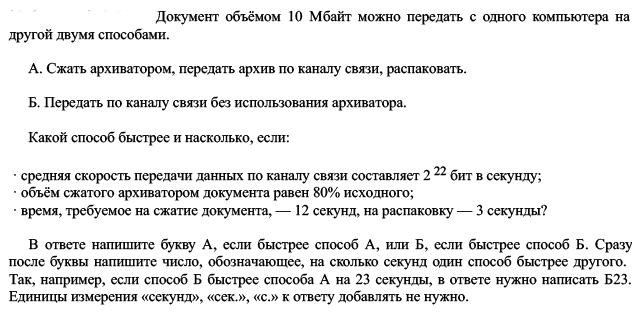 Документ объёмом 10 Мбайт можно передать с одного компьютера на
другой двумя способами.
А. Сжать архиватором, передать архив по каналу связи, распаковать.
Б. Передать по каналу связи без использования архиватора.
Какой способ быстрее и насколько, если:
· средняя скорость передачи данных по каналу связи составляет 2 22 бит в секунду;
· объём сжатого архиватором документа равен 80% исходного;
· время, требуемое на сжатие документа, — 12 секунд, на распаковку — 3 секунды?
В ответе напишите букву А, если быстрее способ А, или Б, если быстрее способ Б. Сразу
после буквы напишите число, обозначающее, на сколько секунд один способ быстрее другого.
Так, например, если способ Б быстрее способа А на 23 секунды, в ответе нужно написать Б23.
Единицы измерения «секунд», «сек.», «с.» к ответу добавлять не нужно.